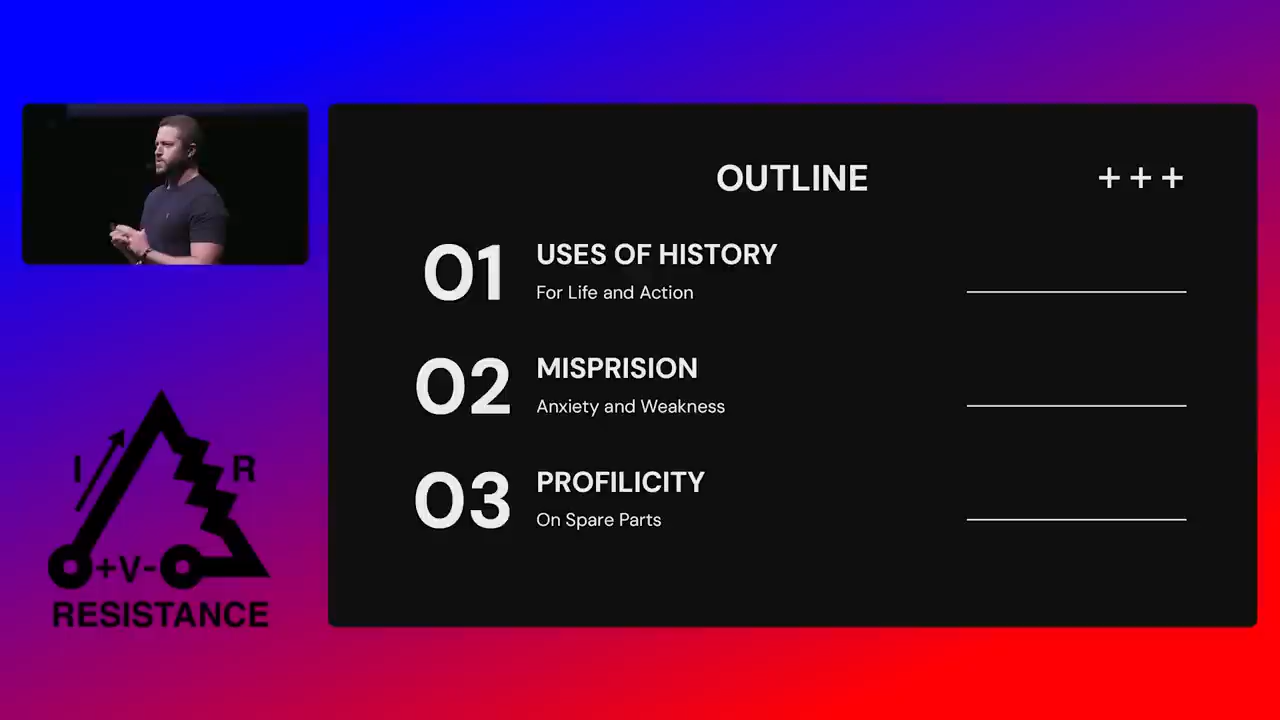 OUTLINE
+ + +
01
USES OF HISTORY
For Life and Action
02
MISPRISION
Anxiety and Weakness
03
PROFILICITY
On Spare Parts
I
R
+V-
RESISTANCE